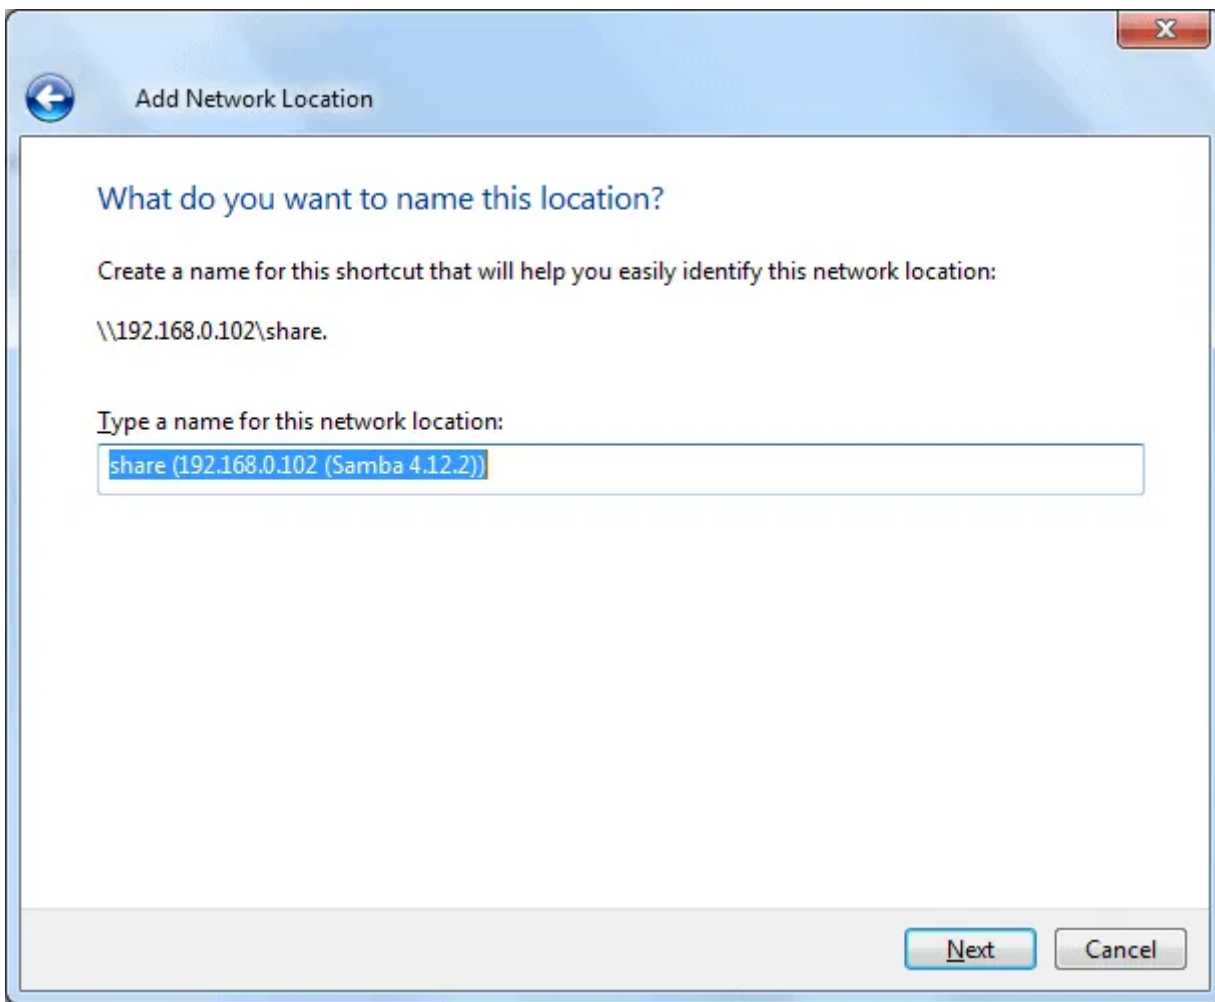 Add Network Location
What do you want to name this location?
Create a name for this shortcut that will help you easily identify this network location:
\\192.168.0.102\share.
Type a name for this network location:
share (192.168.0.102 (Samba 4.12.2))
Next
Cancel